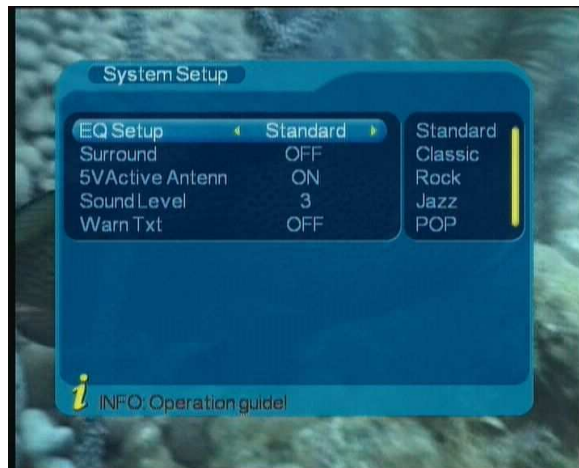 System Setup
EQ Setup Standard
Surround OFF
5VActive Antenn ON
Sound Level 3
Warn Txt OFF
Standard
Classic
Rock
Jazz
POP
i INFO: Operation guide!